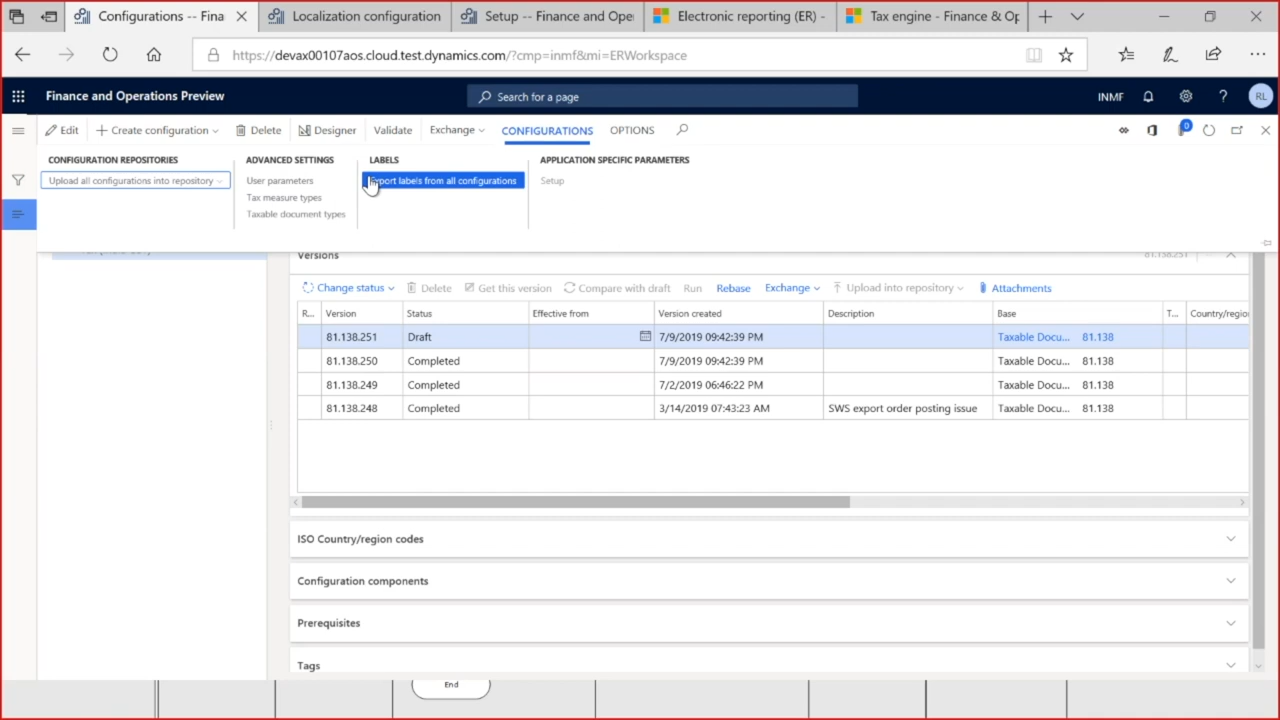 Configurations -- Fina
Localization configuration
Setup -- Finance and Ope
Electronic reporting (ER) -
Tax engine - Finance & Op
https://devax00107aos.cloud.test.dynamics.com/?cmp=inmf&mi=ERWorkspace
Finance and Operations Preview
Search for a page
INMF
?
RL
Edit
Create configuration
Delete
Designer
Validate
Exchange
CONFIGURATIONS
OPTIONS
0
CONFIGURATION REPOSITORIES
Upload all configurations into repository
ADVANCED SETTINGS
User parameters
Tax measure types
Taxable document types
LABELS
Export labels from all configurations
APPLICATION SPECIFIC PARAMETERS
Setup
Versions
81.138.251
Change status
Delete
Get this version
Compare with draft
Run
Rebase
Exchange
Upload into repository
Attachments
R... Version Status Effective from Version created Description Base T... Country/regio
81.138.251 Draft 7/9/2019 09:42:39 PM Taxable Docu... 81.138
81.138.250 Completed 7/9/2019 09:42:39 PM Taxable Docu... 81.138
81.138.249 Completed 7/2/2019 06:46:22 PM Taxable Docu... 81.138
81.138.248 Completed 3/14/2019 07:43:23 AM SWS export order posting issue Taxable Docu... 81.138
ISO Country/region codes
Configuration components
Prerequisites
Tags
End